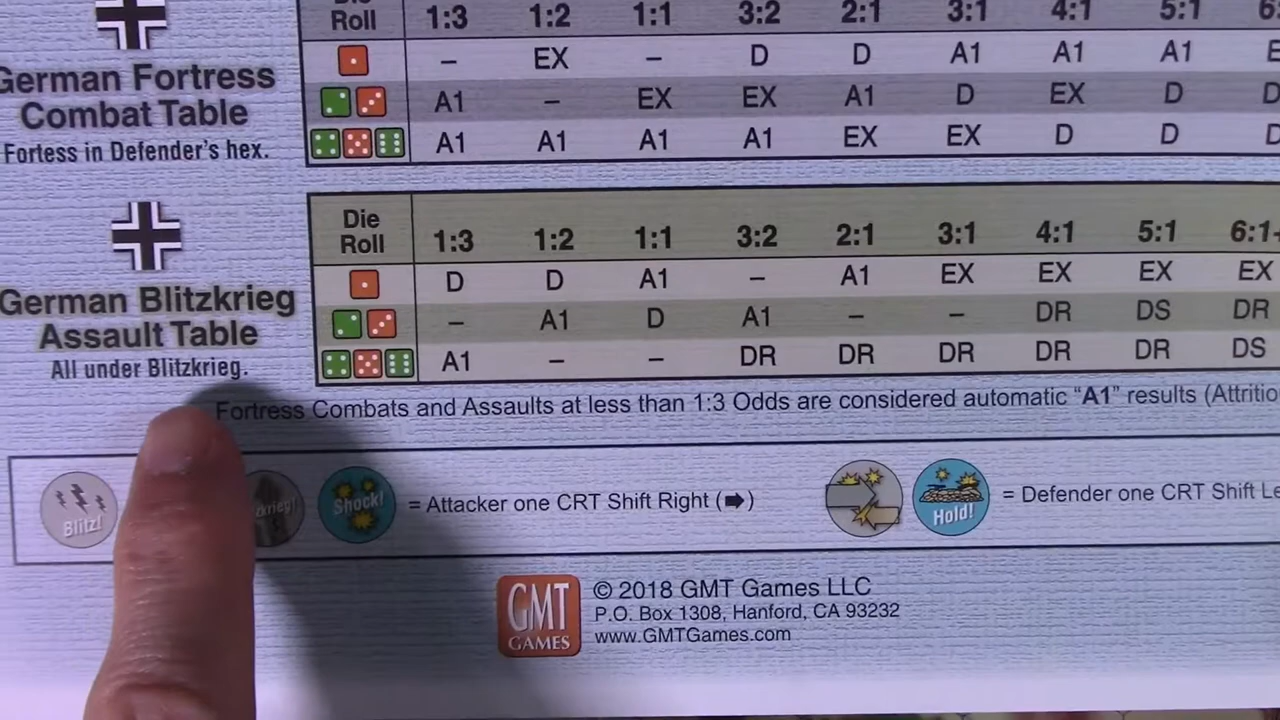 Roll 1:3 1:2 1:1 3:2 2:1 3:1 4:1 5:1
German Fortress
Combat Table
Fortess in Defender's hex.
– EX – D D A1 A1 A1
A1 – EX EX A1 D EX D
A1 A1 A1 A1 EX EX D D
German Blitzkrieg
Assault Table
All under Blitzkrieg.
Die
Roll 1:3 1:2 1:1 3:2 2:1 3:1 4:1 5:1 6:1
D D A1 – A1 EX EX EX EX
– A1 D A1 – – DR DS DR
A1 – – DR DR DR DR DR DS
Fortress Combats and Assaults at less than 1:3 Odds are considered automatic "A1" results
Blitz! Shock! = Attacker one CRT Shift Right (➡)
Hold! = Defender one CRT Shift
GMT
GAMES
© 2018 GMT Games LLC
P.O. Box 1308, Hanford, CA 93232
www.GMTGames.com